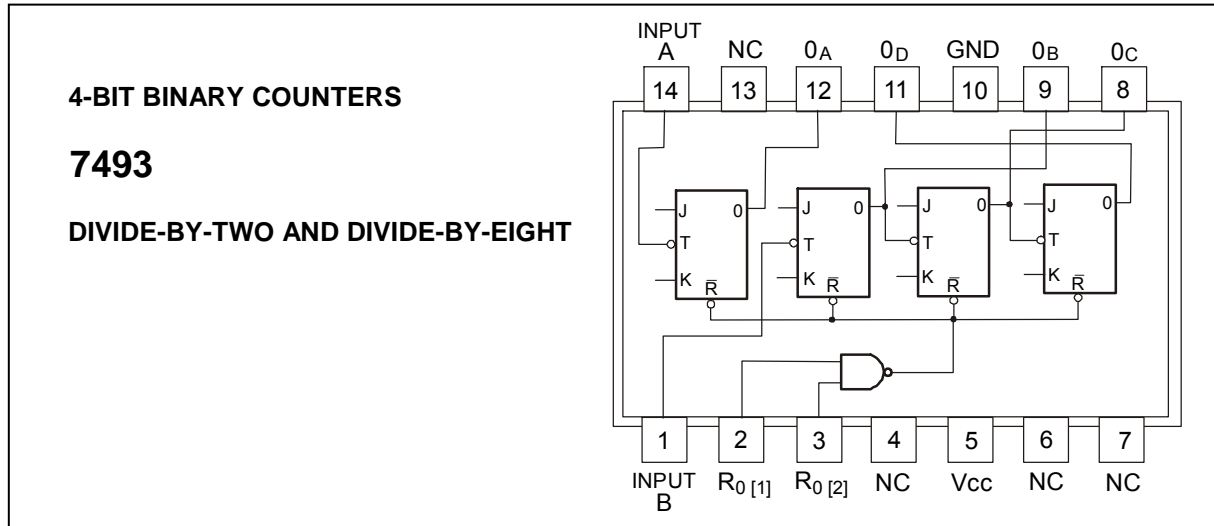 4-BIT BINARY COUNTERS
7493
DIVIDE-BY-TWO AND DIVIDE-BY-EIGHT
INPUT
A NC 0A 0D GND 0B 0C
14 13 12 11 10 9 8
J 0 J 0 J 0 J 0
T T T T
K K K K
R̅ R̅ R̅ R̅
1 2 3 4 5 6 7
INPUT R0 [1] R0 [2] NC Vcc NC NC
B